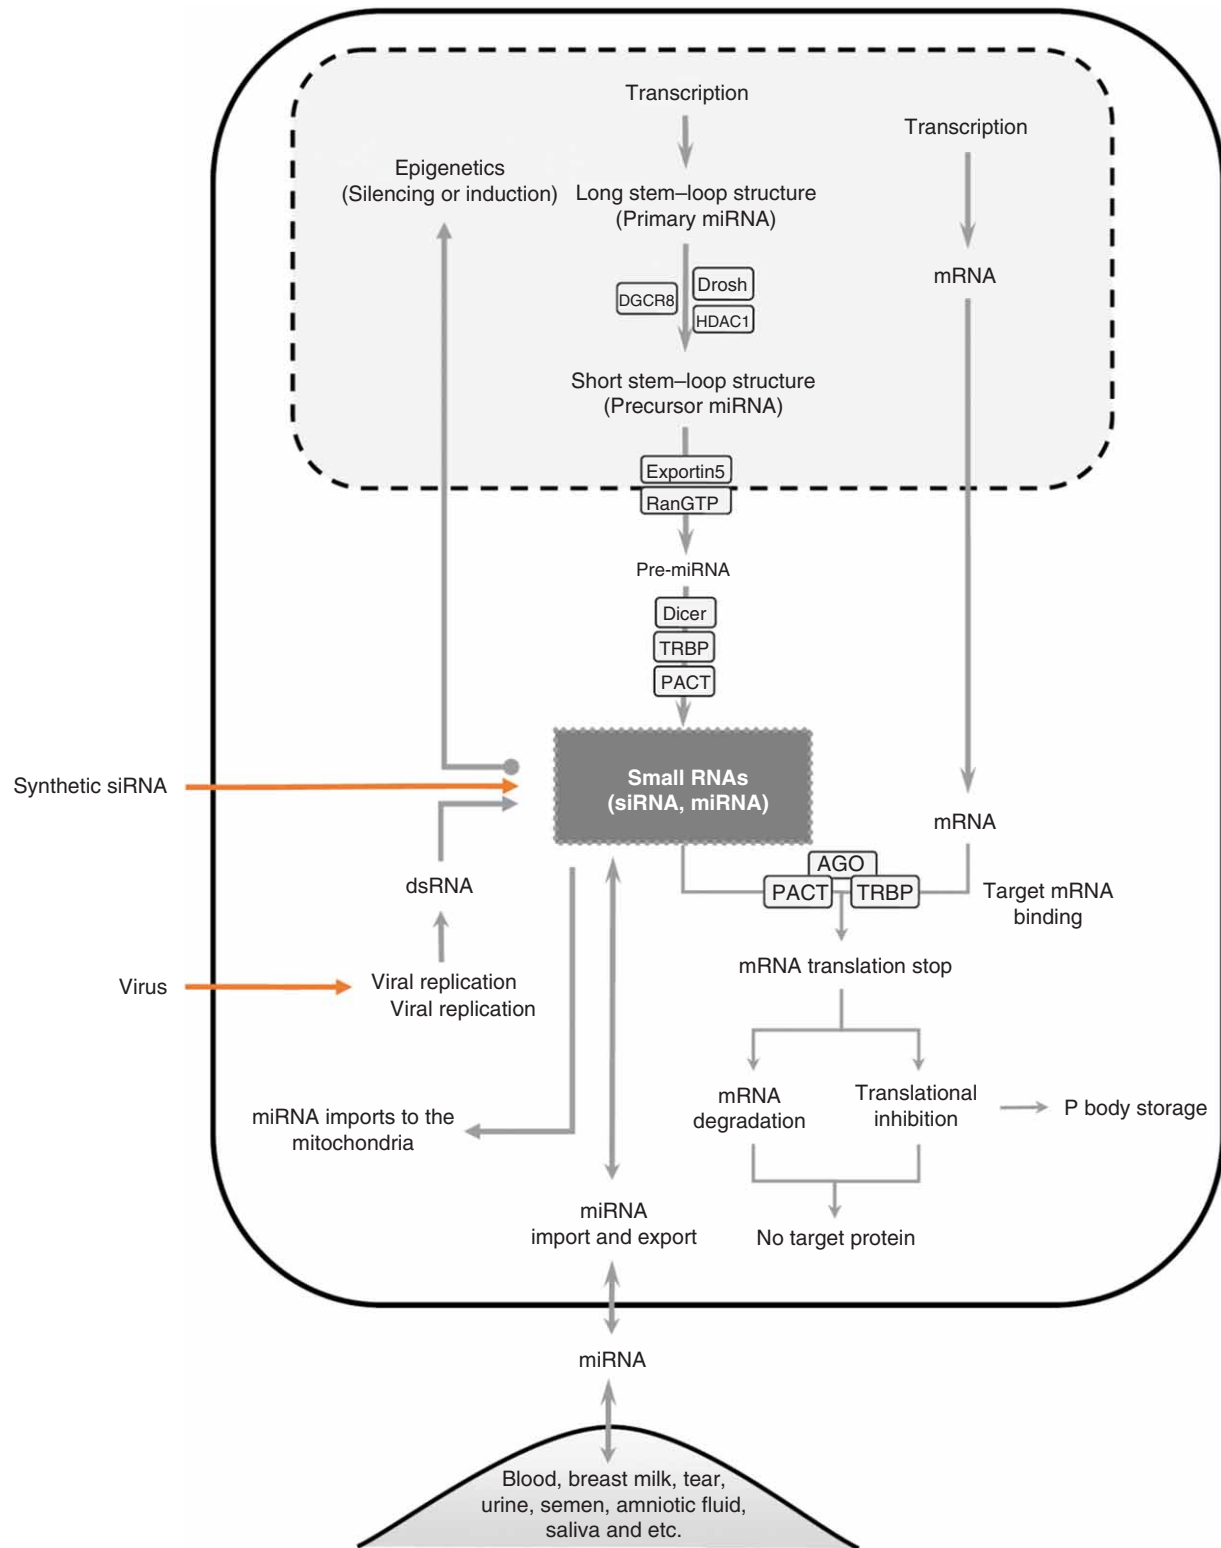 Transcription
Transcription
Epigenetics
(Silencing or induction)
Long stem–loop structure
(Primary miRNA)
mRNA
DGCR8
Drosh
HDAC1
Short stem–loop structure
(Precursor miRNA)
Exportin5
RanGTP
Pre-miRNA
Dicer
TRBP
PACT
Synthetic siRNA
Small RNAs
(siRNA, miRNA)
mRNA
AGO
PACT
TRBP
Target mRNA
binding
dsRNA
mRNA translation stop
Virus
Viral replication
Viral replication
mRNA
degradation
Translational
inhibition
P body storage
miRNA imports to the
mitochondria
miRNA
import and export
No target protein
miRNA
Blood, breast milk, tear,
urine, semen, amniotic fluid,
saliva and etc.